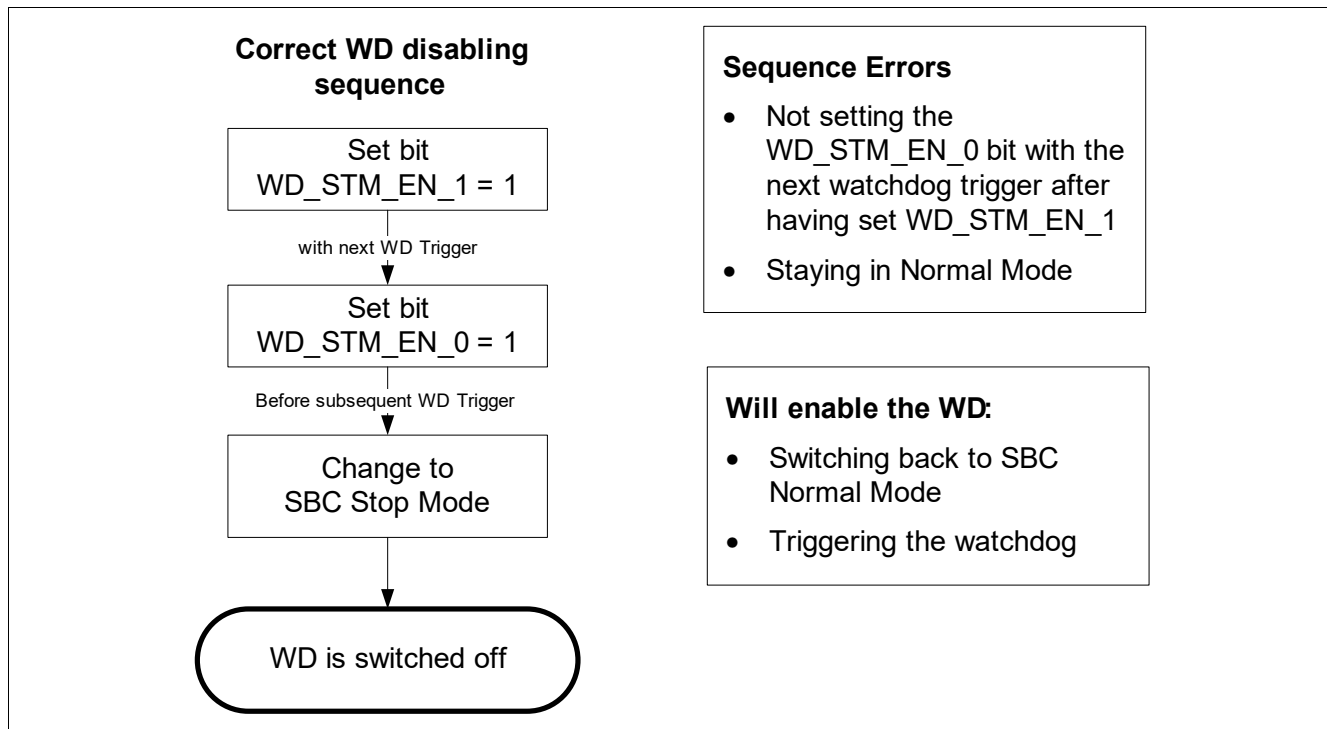 Correct WD disabling
sequence
Set bit
WD_STM_EN_1 = 1
with next WD Trigger
Set bit
WD_STM_EN_0 = 1
Before subsequent WD Trigger
Change to
SBC Stop Mode
WD is switched off
Sequence Errors
• Not setting the
WD_STM_EN_0 bit with the
next watchdog trigger after
having set WD_STM_EN_1
• Staying in Normal Mode
Will enable the WD:
• Switching back to SBC
Normal Mode
• Triggering the watchdog